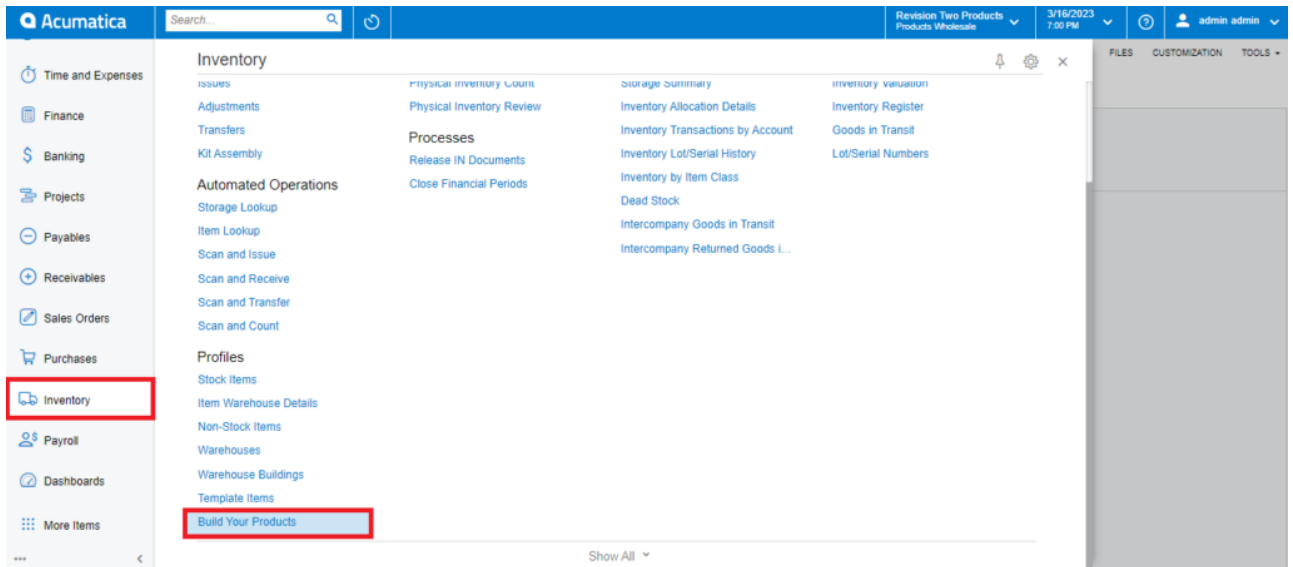 Acumatica
Search...
Revision Two Products
Products Wholesale
3/16/2023
7:00 PM
admin admin
FILES CUSTOMIZATION TOOLS
Time and Expenses
Finance
Banking
Projects
Payables
Receivables
Sales Orders
Purchases
Inventory
Payroll
Dashboards
More Items
Inventory
Issues
Adjustments
Transfers
Kit Assembly
Automated Operations
Storage Lookup
Item Lookup
Scan and Issue
Scan and Receive
Scan and Transfer
Scan and Count
Profiles
Stock Items
Item Warehouse Details
Non-Stock Items
Warehouses
Warehouse Buildings
Template Items
Build Your Products
Physical Inventory Count
Physical Inventory Review
Processes
Release IN Documents
Close Financial Periods
Storage Summary
Inventory Allocation Details
Inventory Transactions by Account
Inventory Lot/Serial History
Inventory by Item Class
Dead Stock
Intercompany Goods in Transit
Intercompany Returned Goods i...
Inventory Valuation
Inventory Register
Goods in Transit
Lot/Serial Numbers
Show All